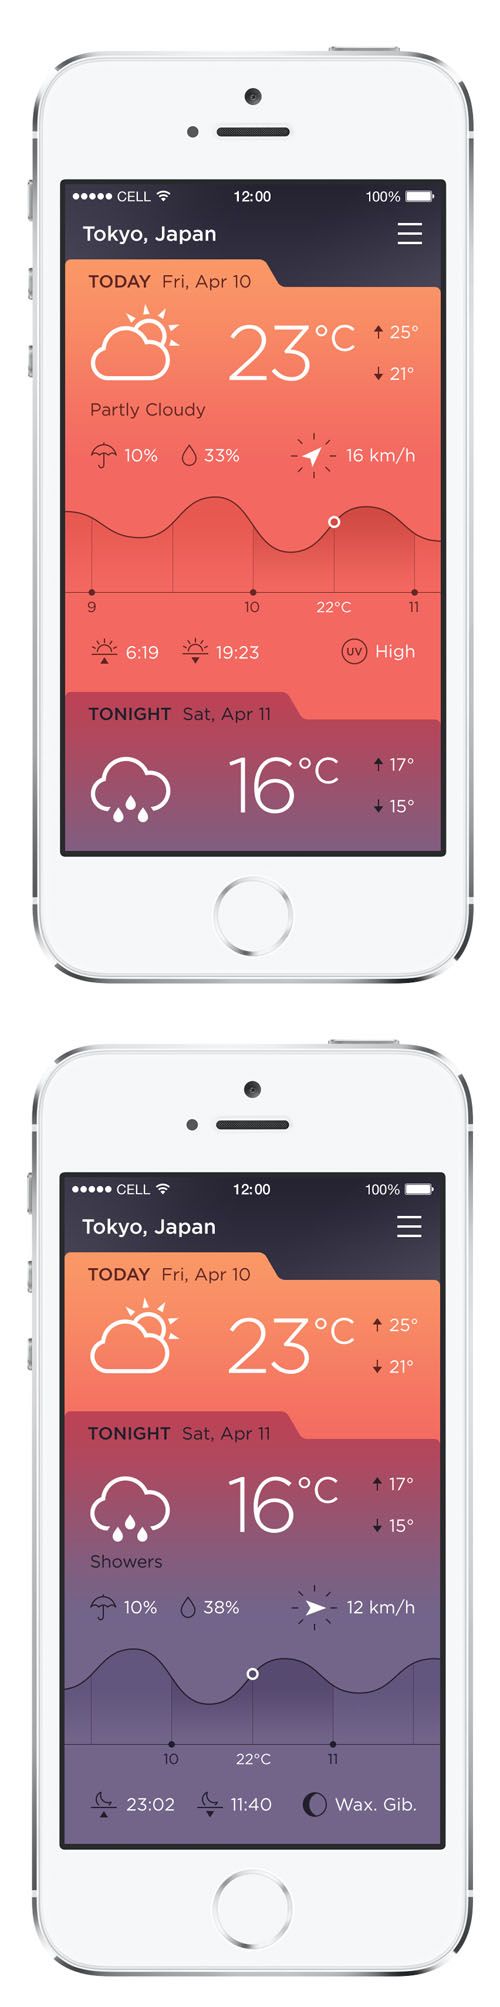 CELL 12:00 100%
Tokyo, Japan
TODAY Fri, Apr 10
23°C 25°
21°
Partly Cloudy
10% 33% 16 km/h
9 10 22°C 11
6:19 19:23 UV High
TONIGHT Sat, Apr 11
16°C 17°
15°
CELL 12:00 100%
Tokyo, Japan
TODAY Fri, Apr 10
23°C 25°
21°
TONIGHT Sat, Apr 11
16°C 17°
15°
Showers
10% 38% 12 km/h
10 22°C 11
23:02 11:40 Wax. Gib.